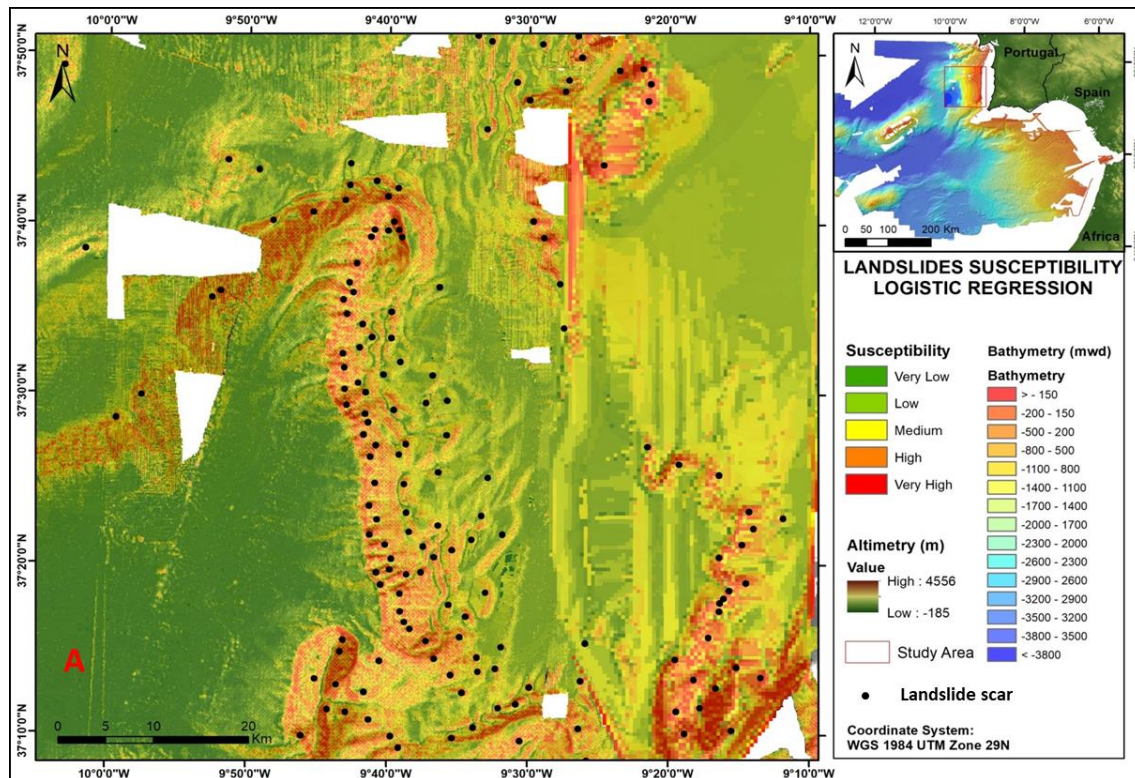 10°0'0"W 9°50'0"W 9°40'0"W 9°30'0"W 9°20'0"W 9°10'0"W
37°50'0"N
37°40'0"N
37°30'0"N
37°20'0"N
37°10'0"N
N
A
0 5 10 20
Km
10°0'0"W 9°50'0"W 9°40'0"W 9°30'0"W 9°20'0"W 9°10'0"W
12°0'0"W 10°0'0"W 8°0'0"W 6°0'0"W
N
Portugal
Spain
Africa
0 50 100 200 Km
LANDSLIDES SUSCEPTIBILITY
LOGISTIC REGRESSION
Susceptibility
Very Low
Low
Medium
High
Very High
Altimetry (m)
Value
High : 4556
Low : -185
Study Area
Bathymetry (mwd)
Bathymetry
> - 150
-200 - 150
-500 - 200
-800 - 500
-1100 - 800
-1400 - 1100
-1700 - 1400
-2000 - 1700
-2300 - 2000
-2600 - 2300
-2900 - 2600
-3200 - 2900
-3500 - 3200
-3800 - 3500
< -3800
Landslide scar
Coordinate System:
WGS 1984 UTM Zone 29N